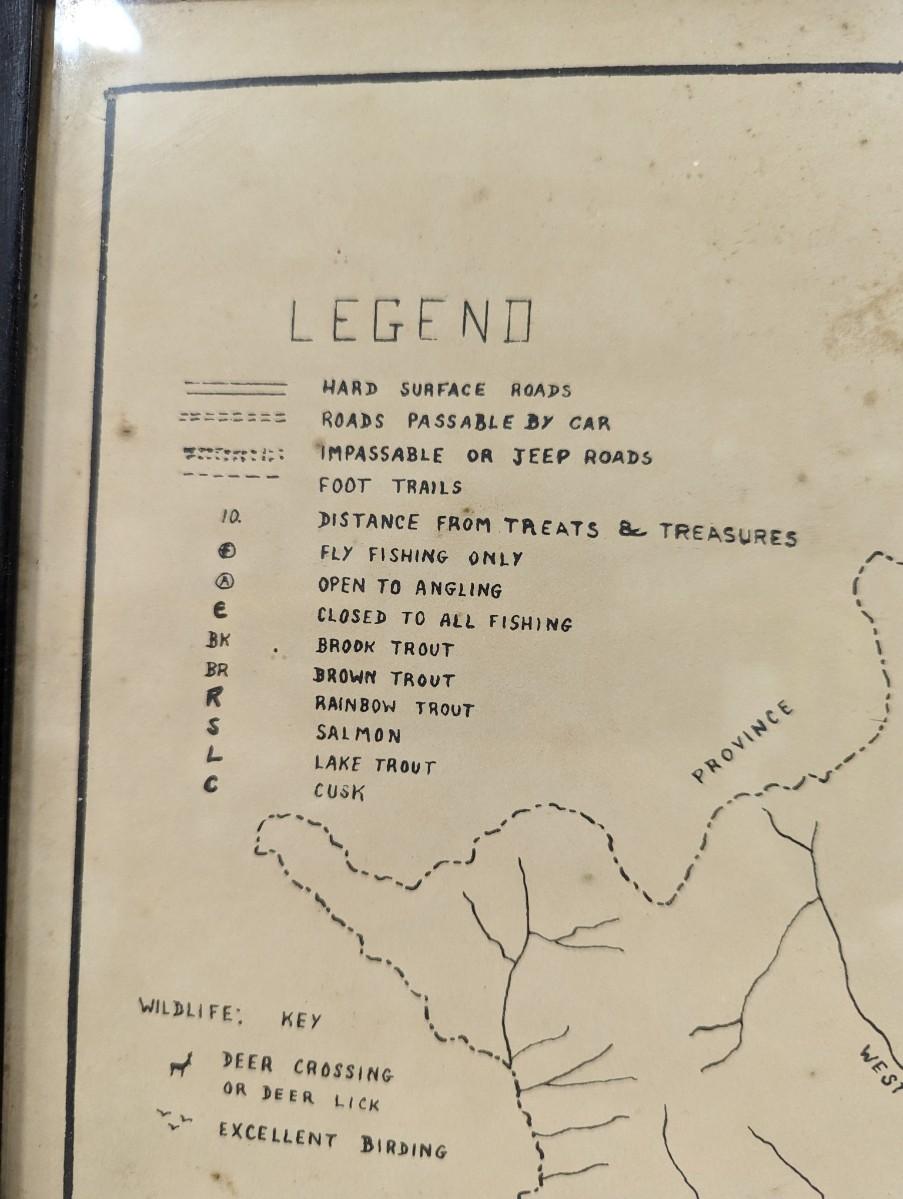 LEGEND
HARD SURFACE ROADS
ROADS PASSABLE BY CAR
IMPASSABLE OR JEEP ROADS
FOOT TRAILS
10. DISTANCE FROM TREATS & TREASURES
F FLY FISHING ONLY
A OPEN TO ANGLING
C CLOSED TO ALL FISHING
BK BROOK TROUT
BR BROWN TROUT
R RAINBOW TROUT
S SALMON
L LAKE TROUT
C CUSK
PROVINCE
WEST
WILDLIFE: KEY
DEER CROSSING
OR DEER LICK
EXCELLENT BIRDING